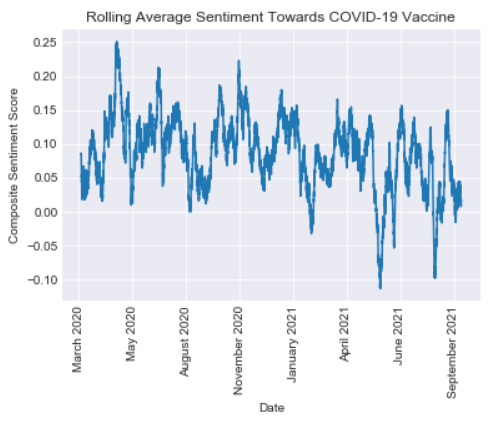 Rolling Average Sentiment Towards COVID-19 Vaccine
Composite Sentiment Score
0.25
0.20
0.15
0.10
0.05
0.00
−0.05
−0.10
March 2020
May 2020
August 2020
November 2020
January 2021
April 2021
June 2021
September 2021
Date